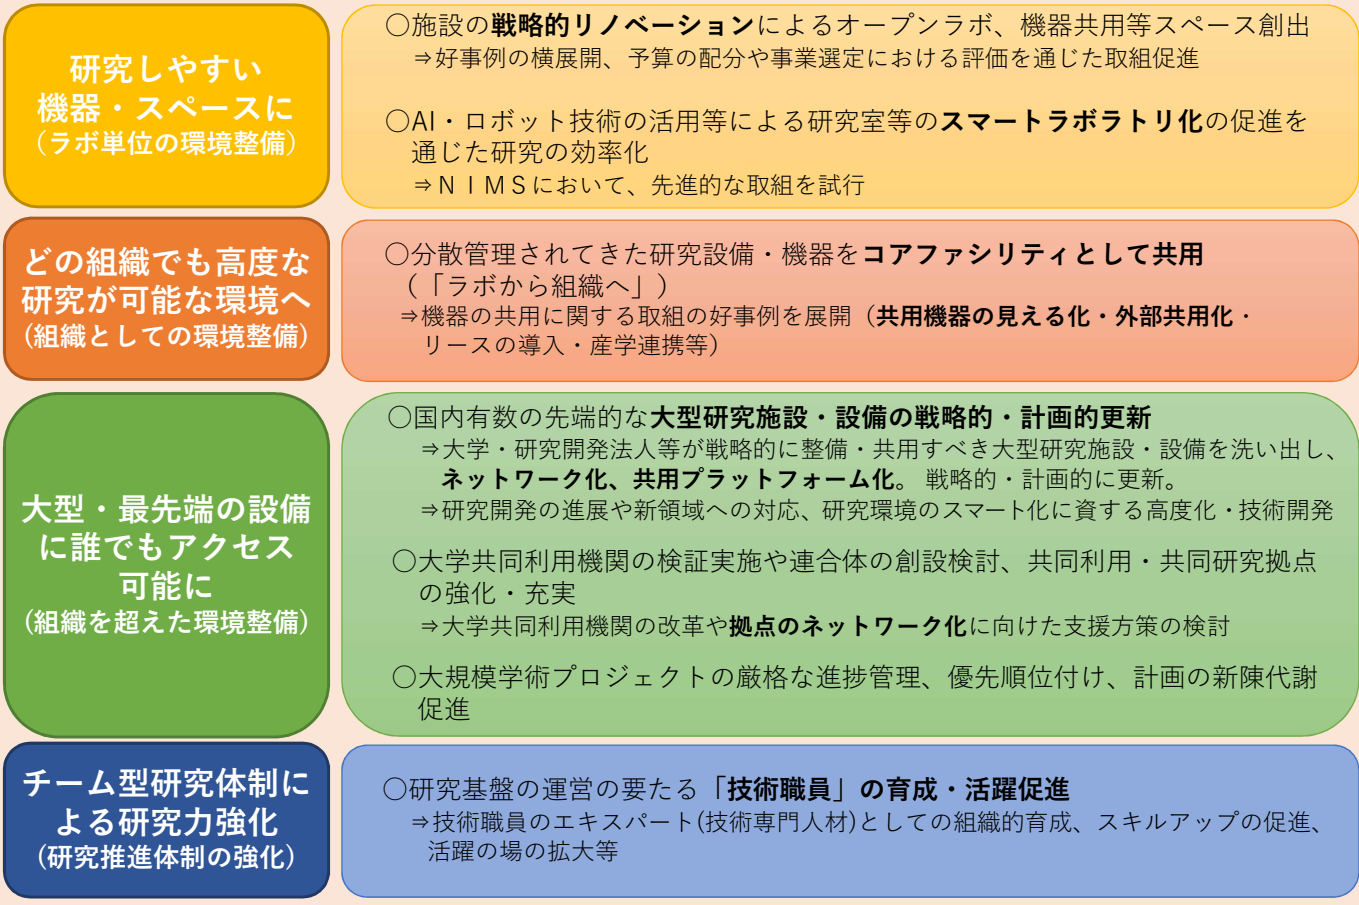 研究しやすい
機器・スペースに
(ラボ単位の環境整備)
○施設の戦略的リノベーションによるオープンラボ、機器共用等スペース創出
⇒好事例の横展開、予算の配分や事業選定における評価を通じた取組促進
○AI・ロボット技術の活用等による研究室等のスマートラボラトリ化の促進を
通じた研究の効率化
⇒ＮＩＭＳにおいて、先進的な取組を試行
どの組織でも高度な
研究が可能な環境へ
(組織としての環境整備)
○分散管理されてきた研究設備・機器をコアファシリティとして共用
（「ラボから組織へ」）
⇒機器の共用に関する取組の好事例を展開（共用機器の見える化・外部共用化・
リースの導入・産学連携等）
大型・最先端の設備
に誰でもアクセス
可能に
(組織を超えた環境整備)
○国内有数の先端的な大型研究施設・設備の戦略的・計画的更新
⇒大学・研究開発法人等が戦略的に整備・共用すべき大型研究施設・設備を洗い出し、
ネットワーク化、共用プラットフォーム化。 戦略的・計画的に更新。
⇒研究開発の進展や新領域への対応、研究環境のスマート化に資する高度化・技術開発
○大学共同利用機関の検証実施や連合体の創設検討、共同利用・共同研究拠点
の強化・充実
⇒大学共同利用機関の改革や拠点のネットワーク化に向けた支援方策の検討
○大規模学術プロジェクトの厳格な進捗管理、優先順位付け、計画の新陳代謝
促進
チーム型研究体制に
よる研究力強化
(研究推進体制の強化)
○研究基盤の運営の要たる「技術職員」の育成・活躍促進
⇒技術職員のエキスパート(技術専門人材)としての組織的育成、スキルアップの促進、
活躍の場の拡大等